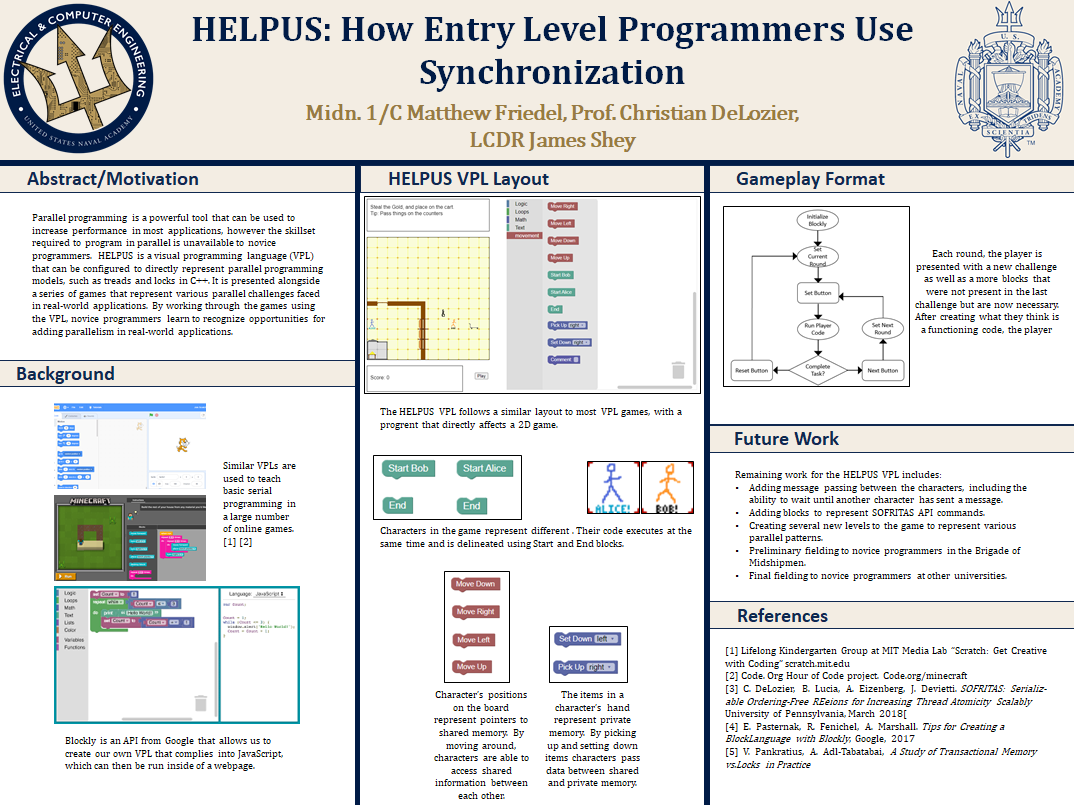 ELECTRICAL & COMPUTER ENGINEERING
UNITED STATES NAVAL ACADEMY
HELPUS: How Entry Level Programmers Use
Synchronization
Midn. 1/C Matthew Friedel, Prof. Christian DeLozier,
LCDR James Shey
U. S.
NAVAL
ACADEMY
EX
TRIDENS
SCIENTIA
TM
Abstract/Motivation
Parallel programming is a powerful tool that can be used to
increase performance in most applications, however the skillset
required to program in parallel is unavailable to novice
programmers. HELPUS is a visual programming language (VPL)
that can be configured to directly represent parallel programming
models, such as treads and locks in C++. It is presented alongside
a series of games that represent various parallel challenges faced
in real-world applications. By working through the games using
the VPL, novice programmers learn to recognize opportunities for
adding parallelism in real-world applications.
Background
MINECRAFT
Similar VPLs are
used to teach
basic serial
programming in
a large number
of online games.
[1] [2]
Logic
Loops
Math
Text
Lists
Color
Variables
Functions
Language: JavaScript
Blockly is an API from Google that allows us to
create our own VPL that complies into JavaScript,
which can then be run inside of a webpage.
HELPUS VPL Layout
Steal the Gold, and place on the cart.
Tip: Pass things on the counters
Score: 0
Play
Logic
Loops
Math
Text
movement
Move Right
Move Left
Move Down
Move Up
Start Bob
Start Alice
End
Pick Up right
Set Down right
Comment
The HELPUS VPL follows a similar layout to most VPL games, with a
progrent that directly affects a 2D game.
Start Bob
Start Alice
End
End
ALICE!
BOB!
Characters in the game represent different . Their code executes at the
same time and is delineated using Start and End blocks.
Move Down
Move Right
Move Left
Move Up
Set Down left
Pick Up right
Character's positions
on the board
represent pointers to
shared memory. By
moving around,
characters are able to
access shared
information between
each other.
The items in a
character's hand
represent private
memory. By picking
up and setting down
items characters pass
data between shared
and private memory.
Gameplay Format
Initialize
Blockly
Set
Current
Round
Set Button
Run Player
Code
Set Next
Round
Reset Button
Complete
Task?
Next Button
Each round, the player is
presented with a new challenge
as well as a more blocks that
were not present in the last
challenge but are now necessary.
After creating what they think is
a functioning code, the player
Future Work
Remaining work for the HELPUS VPL includes:
• Adding message passing between the characters, including the
ability to wait until another character has sent a message.
• Adding blocks to represent SOFRITAS API commands.
• Creating several new levels to the game to represent various
parallel patterns.
• Preliminary fielding to novice programmers in the Brigade of
Midshipmen.
• Final fielding to novice programmers at other universities.
References
[1] Lifelong Kindergarten Group at MIT Media Lab "Scratch: Get Creative
with Coding" scratch.mit.edu
[2] Code. Org Hour of Code project. Code.org/minecraft
[3] C. DeLozier, B. Lucia, A. Eizenberg, J. Devietti. SOFRITAS: Serializ-
able Ordering-Free REeions for Increasing Thread Atomicity Scalably
University of Pennsylvania, March 2018[
[4] E. Pasternak, R. Fenichel, A. Marshall. Tips for Creating a
BlockLanguage with Blockly, Google, 2017
[5] V. Pankratius, A. Adl-Tabatabai, A Study of Transactional Memory
vs.Locks in Practice